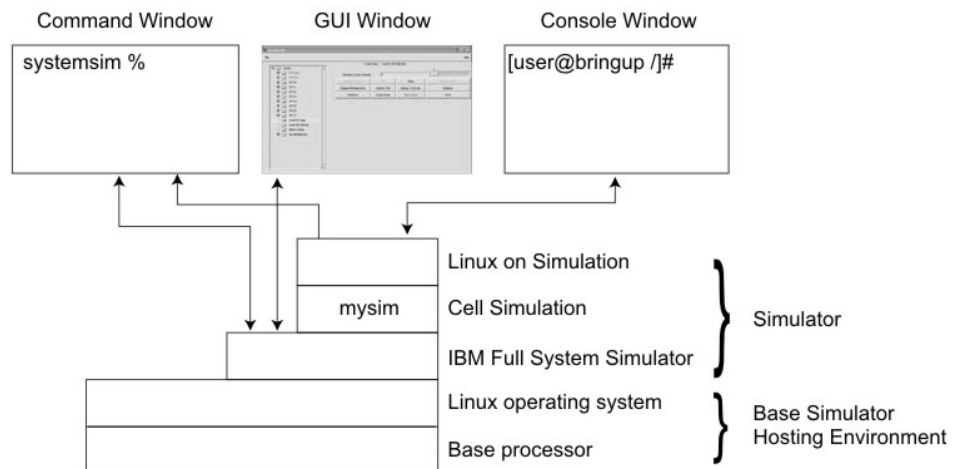 Command Window
GUI Window
Console Window
systemsim %
[user@bringup /]#
Linux on Simulation
mysim
Cell Simulation
IBM Full System Simulator
Simulator
Linux operating system
Base processor
Base Simulator
Hosting Environment